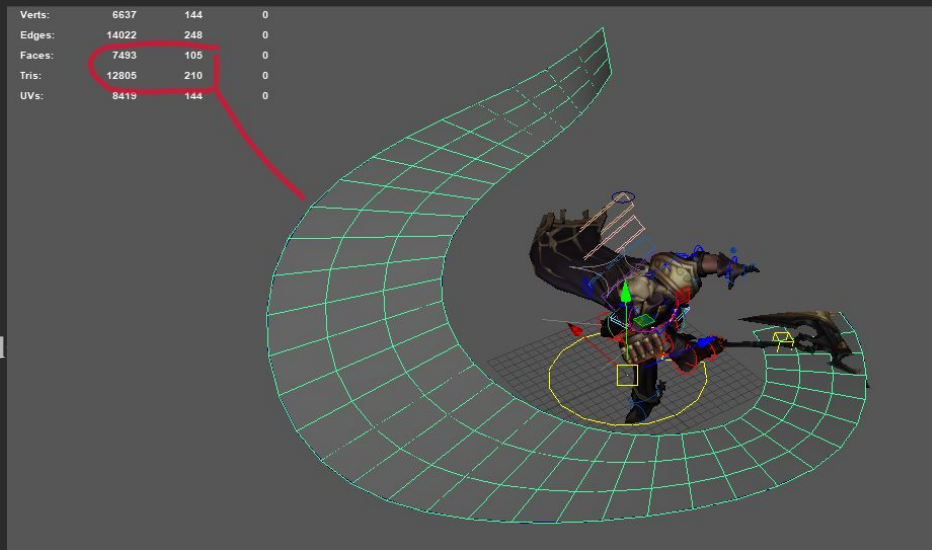 Verts: 6637 144 0
Edges: 14022 248 0
Faces: 7493 105 0
Tris: 12805 210 0
UVs: 8419 144 0